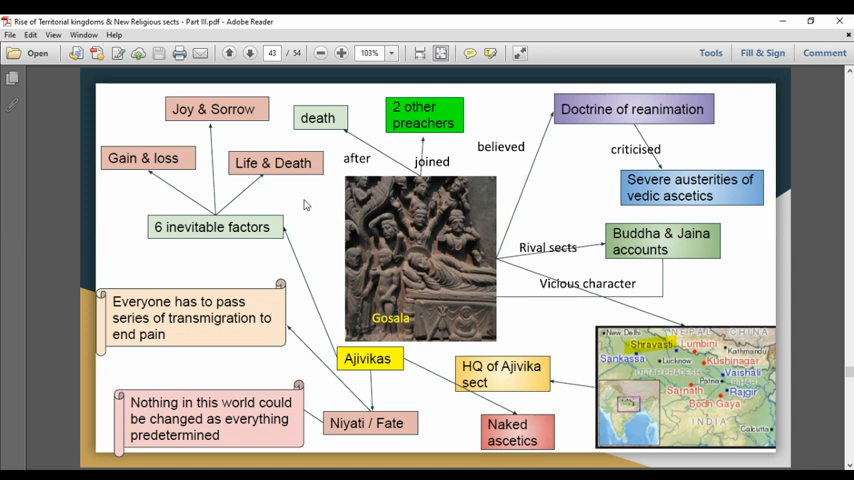 Rise of Territorial kingdoms & New Religious sects - Part III.pdf - Adobe Reader
File Edit View Window Help
Open
43 / 54
103%
Tools
Fill & Sign
Comment
Joy & Sorrow
death
2 other
preachers
Doctrine of reanimation
Gain & loss
Life & Death
after
joined
believed
criticised
Severe austerities of
vedic ascetics
6 inevitable factors
Rival sects
Buddha & Jaina
accounts
Vicious character
Everyone has to pass
series of transmigration to
end pain
Gosala
Ajivikas
HQ of Ajivika
sect
New Delhi
NEPAL
CHINA
Shravasti
Lumbini
Kathmandu
Sankassa
Lucknow
Kushinagar
UTTAR PRADESH
Patna
Vaishali
BIHAR
Sarnath
Rajgir
Bodh Gaya
INDIA
Calcutta
Nothing in this world could
be changed as everything
predetermined
Niyati / Fate
Naked
ascetics